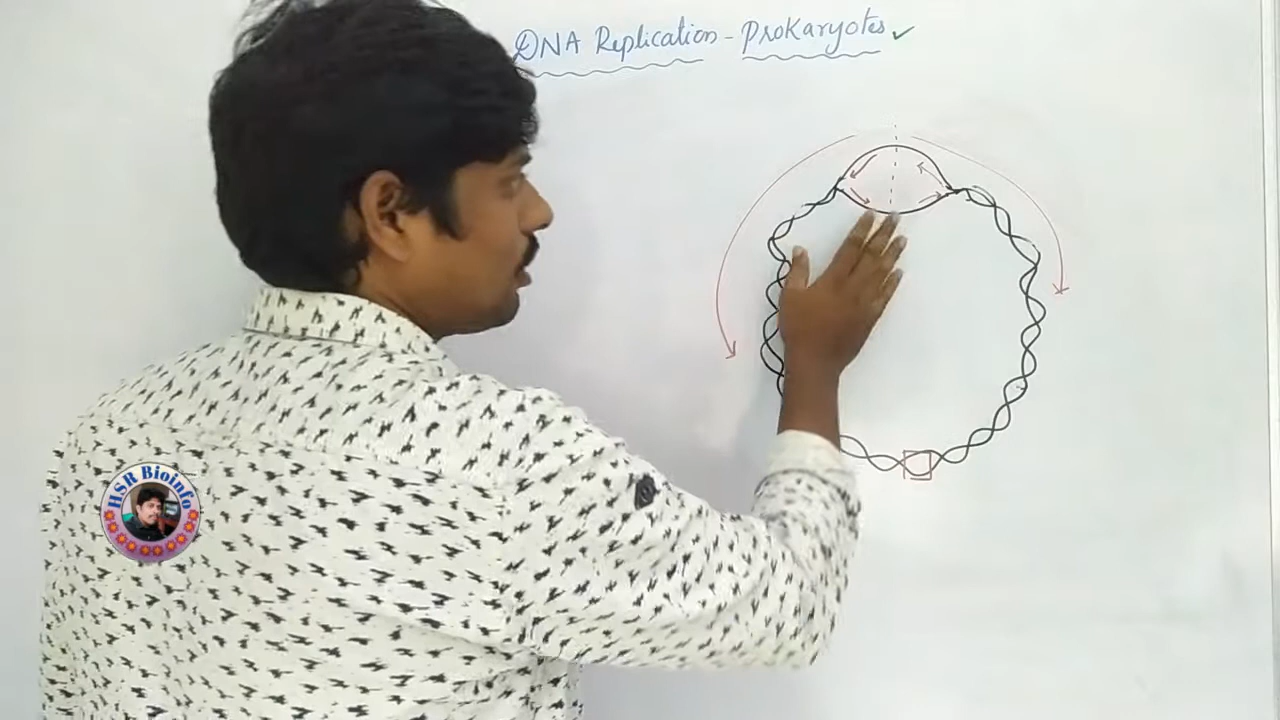 DNA Replication - Prokaryotes ✓
HSR Bioinfo